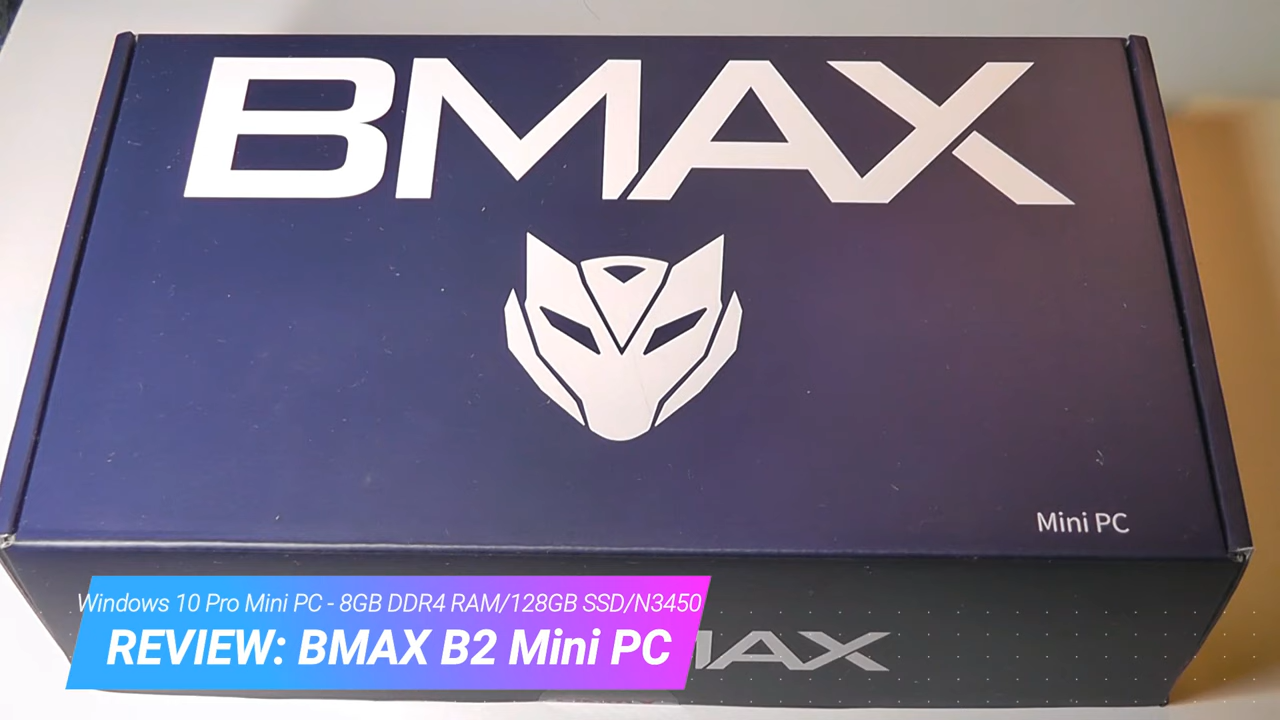 BMAX
Mini PC
Windows 10 Pro Mini PC - 8GB DDR4 RAM/128GB SSD/N3450
REVIEW: BMAX B2 Mini PC
MAX